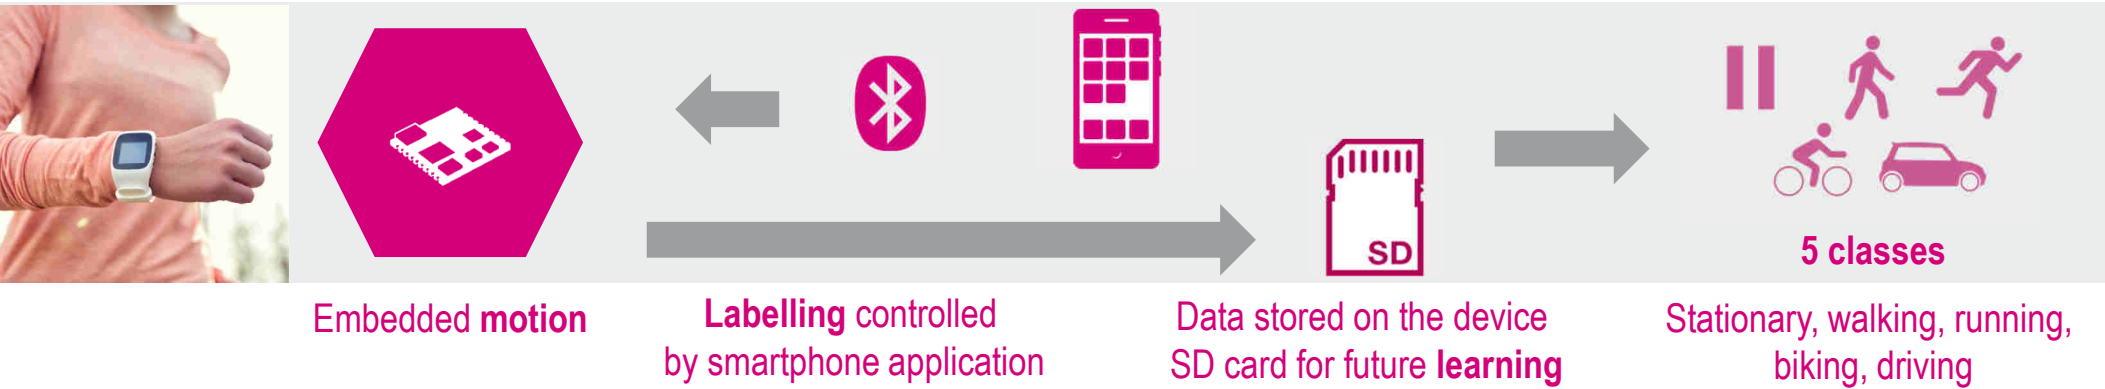 SD
5 classes
Embedded motion
Labelling controlled
by smartphone application
Data stored on the device
SD card for future learning
Stationary, walking, running,
biking, driving